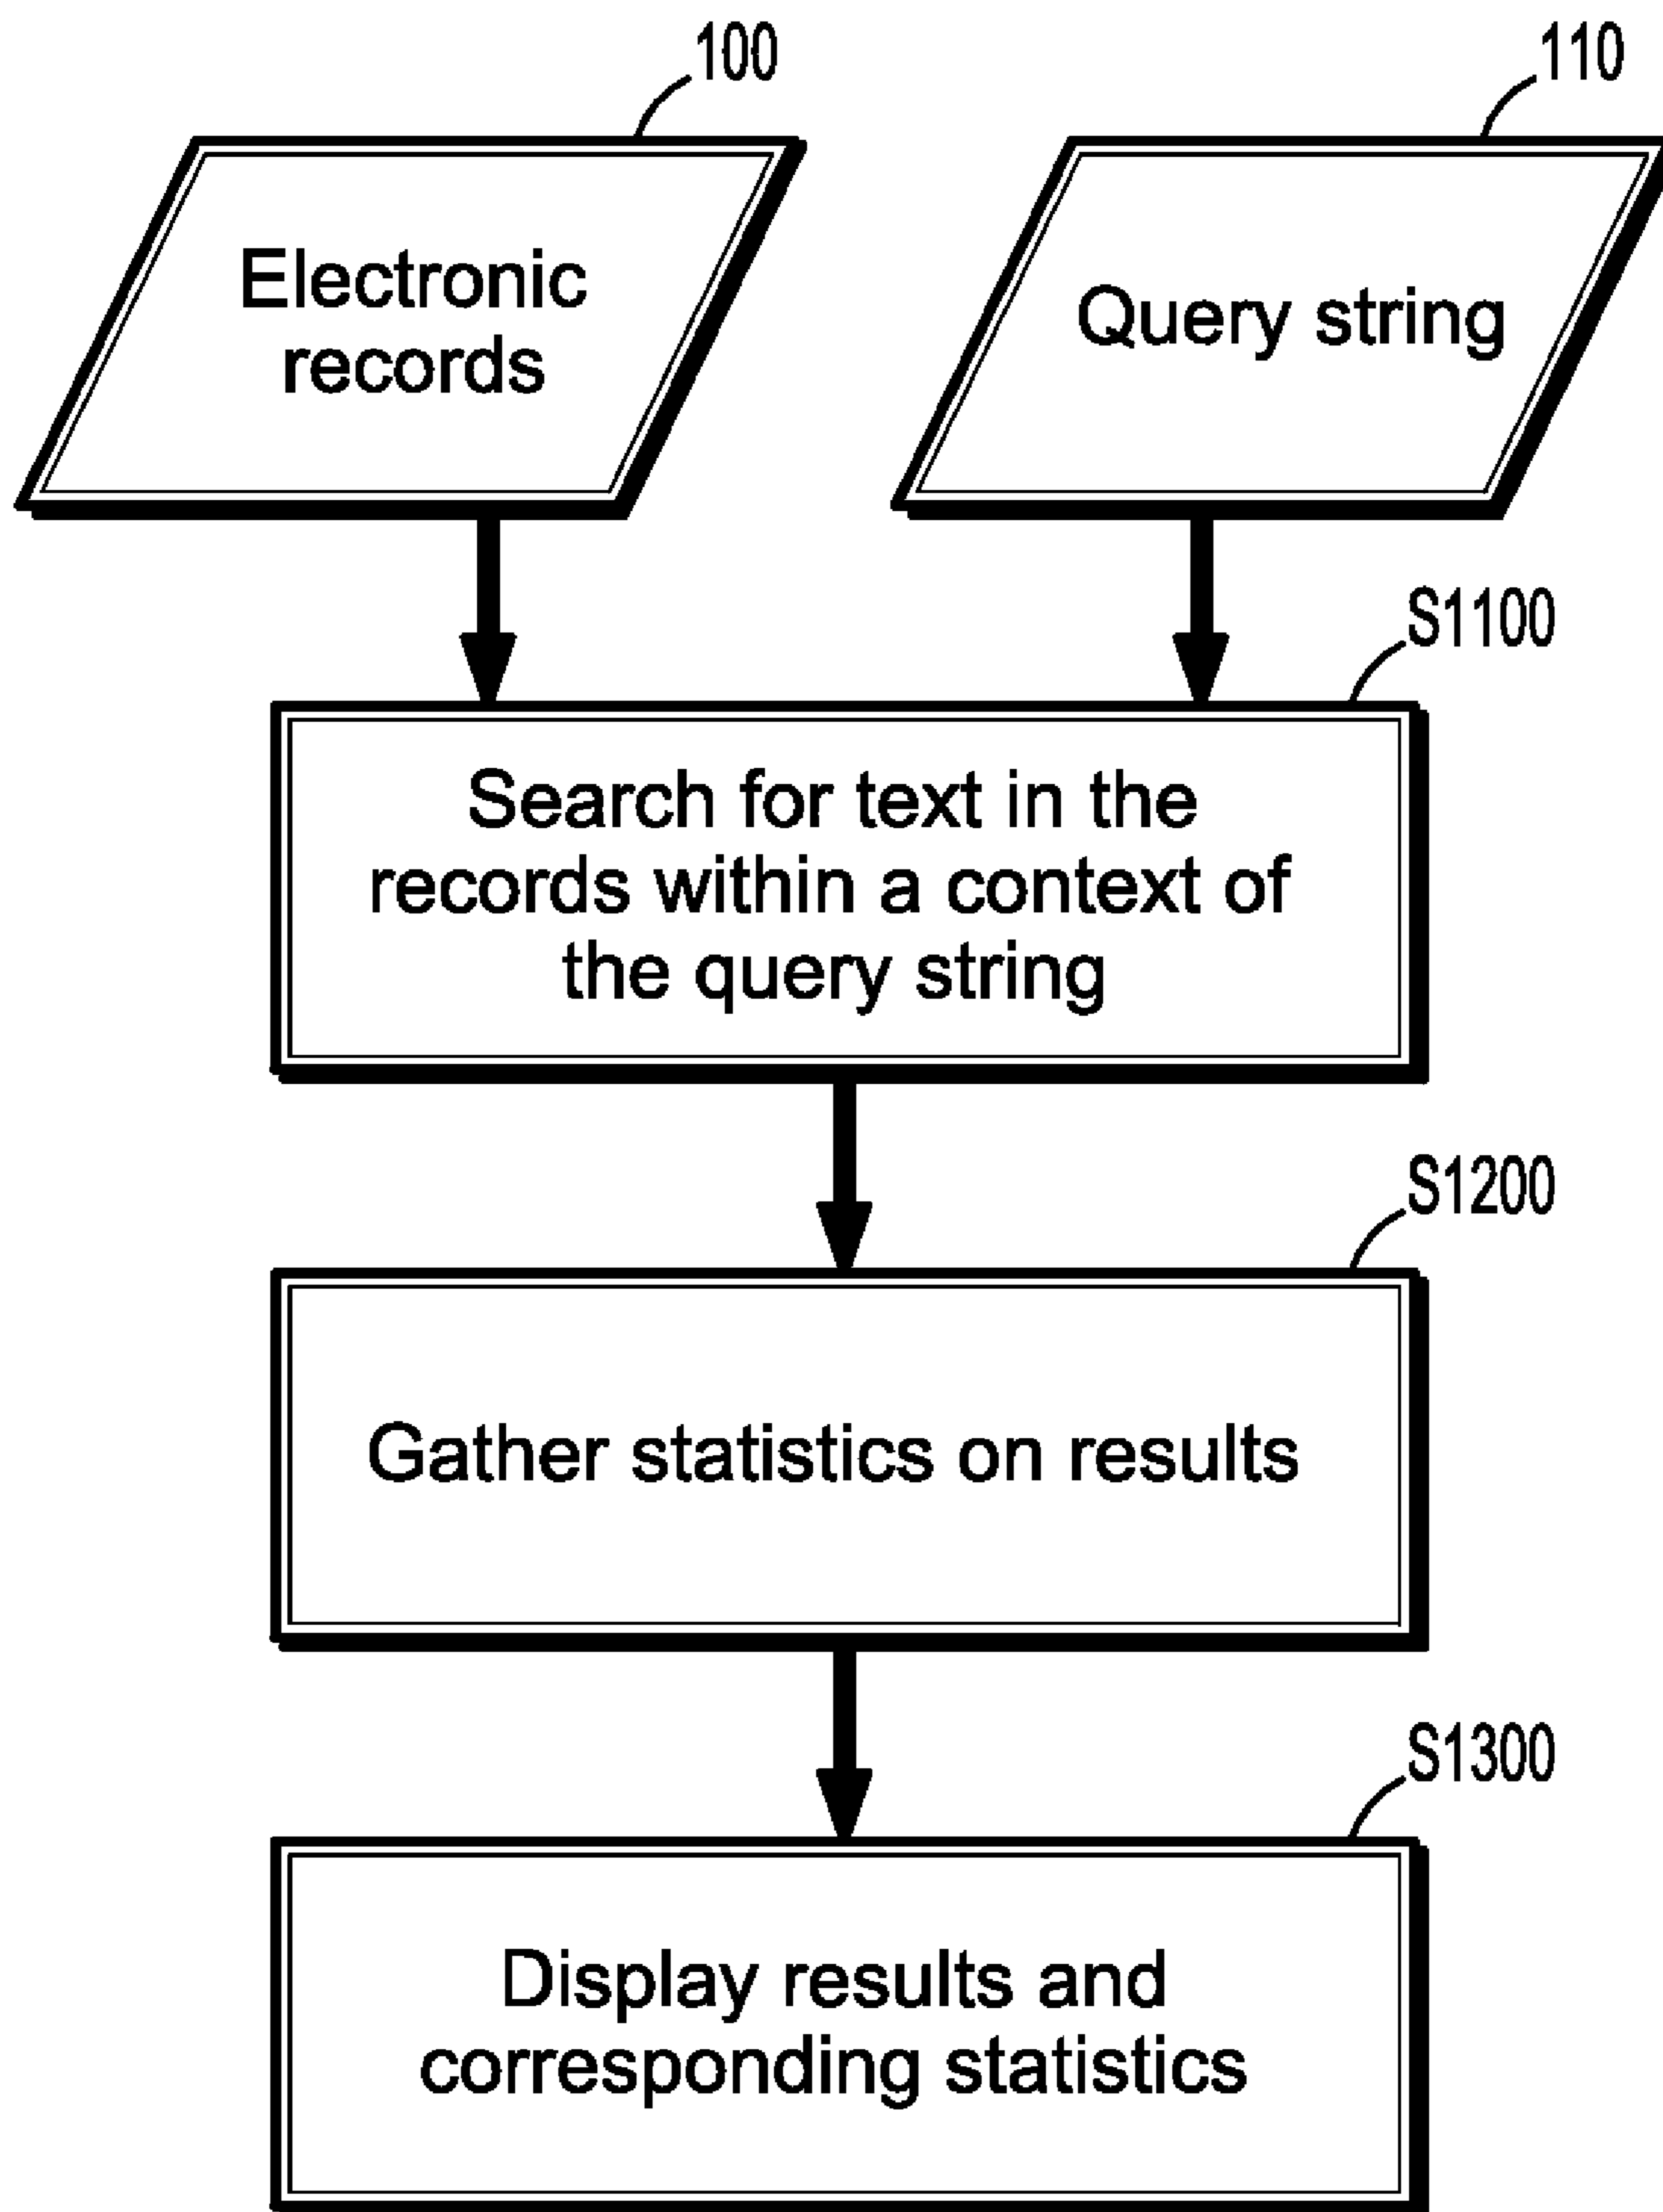 100
110
Electronic
records
Query string
S1100
Search for text in the
records within a context of
the query string
S1200
Gather statistics on results
S1300
Display results and
corresponding statistics